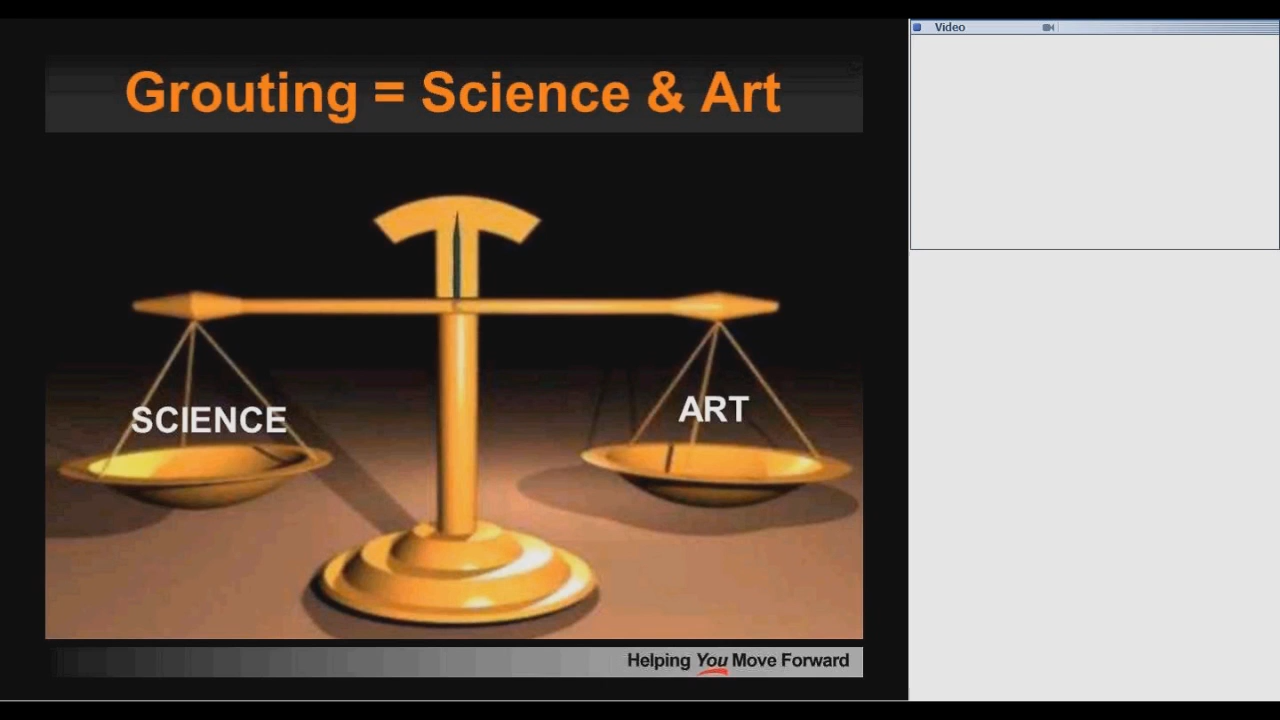 Video
Grouting = Science & Art
SCIENCE
ART
Helping You Move Forward